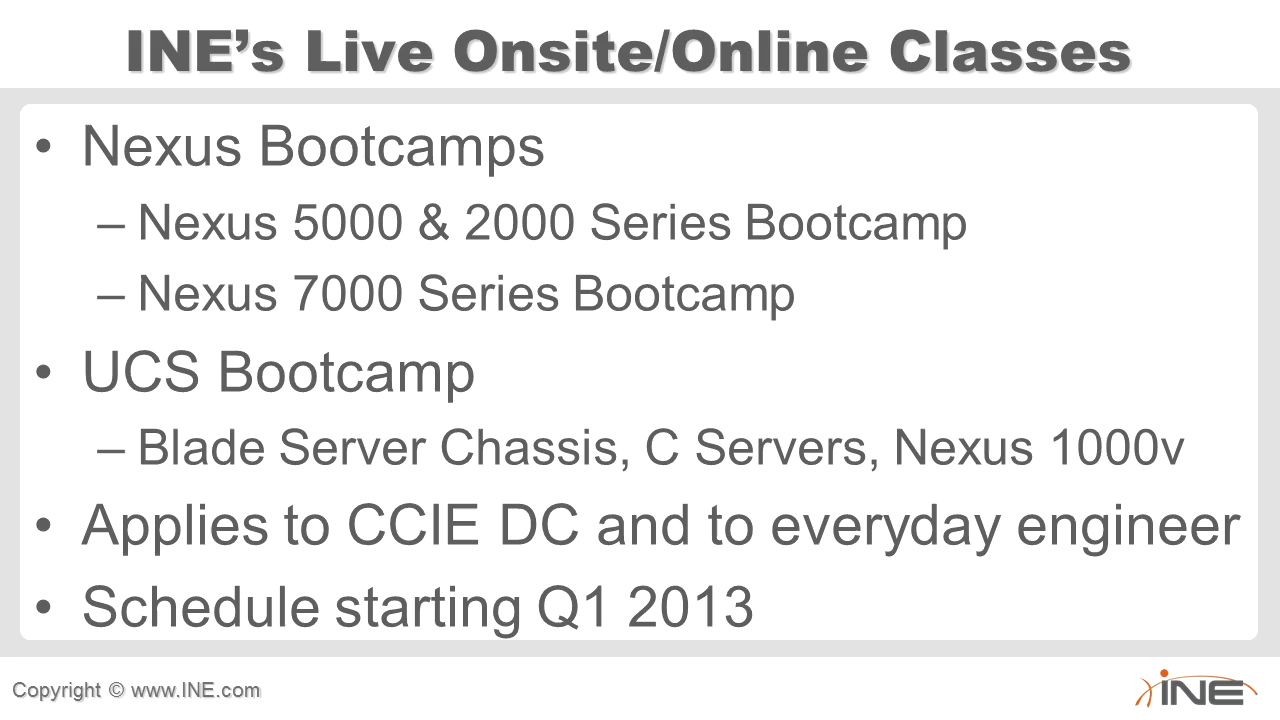 INE’s Live Onsite/Online Classes
• Nexus Bootcamps
– Nexus 5000 & 2000 Series Bootcamp
– Nexus 7000 Series Bootcamp
• UCS Bootcamp
– Blade Server Chassis, C Servers, Nexus 1000v
• Applies to CCIE DC and to everyday engineer
• Schedule starting Q1 2013
Copyright © www.INE.com
INE